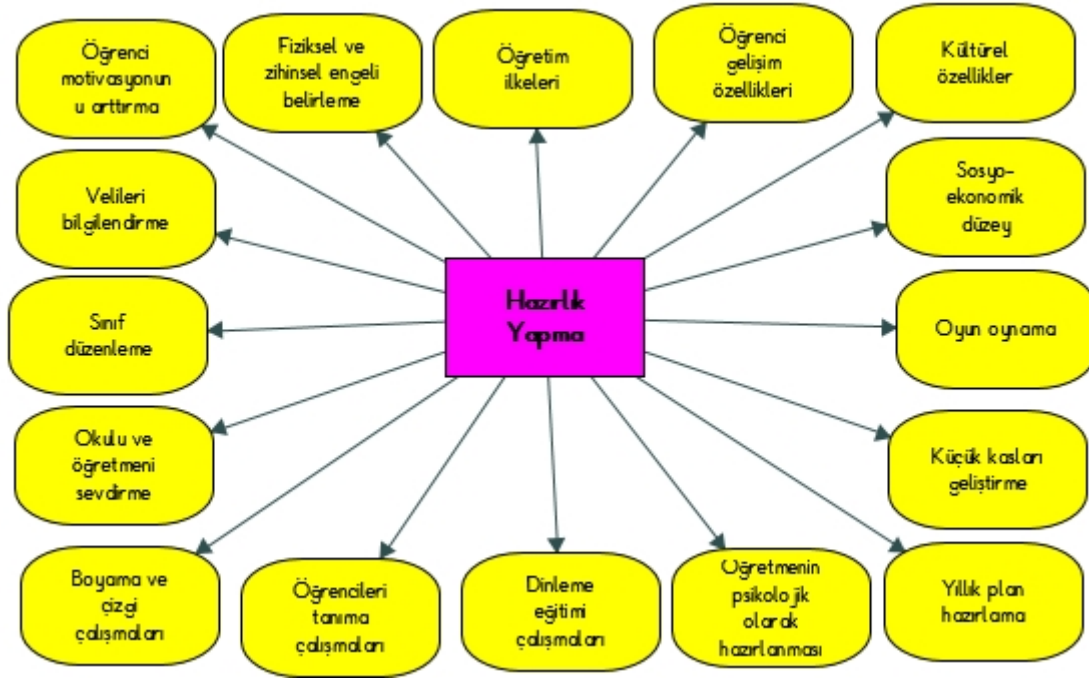 Öğrenci
motivasyonun
u arttırma
Fiziksel ve
zihinsel engeli
belirleme
Öğretim
ilkeleri
Öğrenci
gelişim
özellikleri
Kültürel
özellikler
Velileri
bilgilendirme
Sosyo-
ekonomik
düzey
Hazırlık
Yapma
Sınıf
düzenleme
Oyun oynama
Okulu ve
öğretmeni
sevdirme
Küçük kasları
geliştirme
Boyama ve
çizgi
çalışmaları
Öğrencileri
tanıma
çalışmaları
Dinleme
eğitimi
çalışmaları
Öğretmenin
psikolojik
olarak
hazırlanması
Yıllık plan
hazırlama